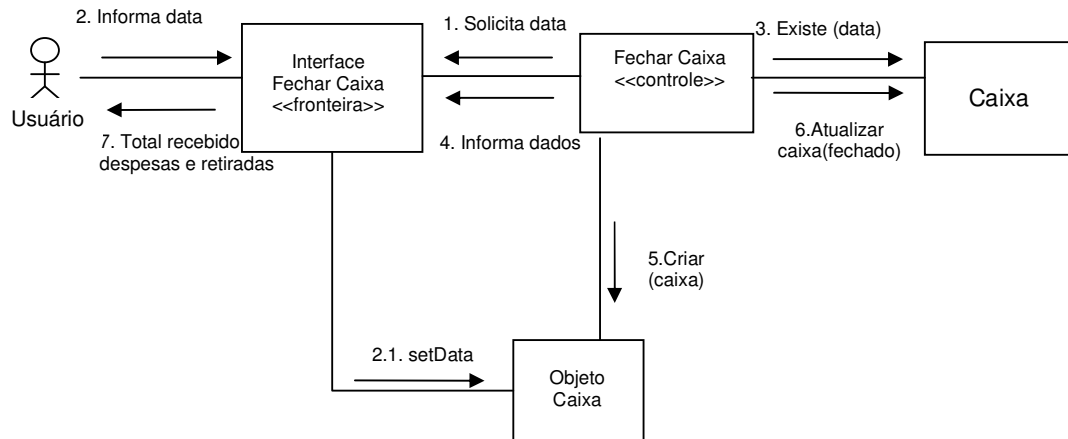 2. Informa data
1. Solicita data
3. Existe (data)
Usuário
Interface
Fechar Caixa
<<fronteira>>
Fechar Caixa
<<controle>>
Caixa
7. Total recebido
despesas e retiradas
4. Informa dados
6.Atualizar
caixa(fechado)
5.Criar
(caixa)
2.1. setData
Objeto
Caixa